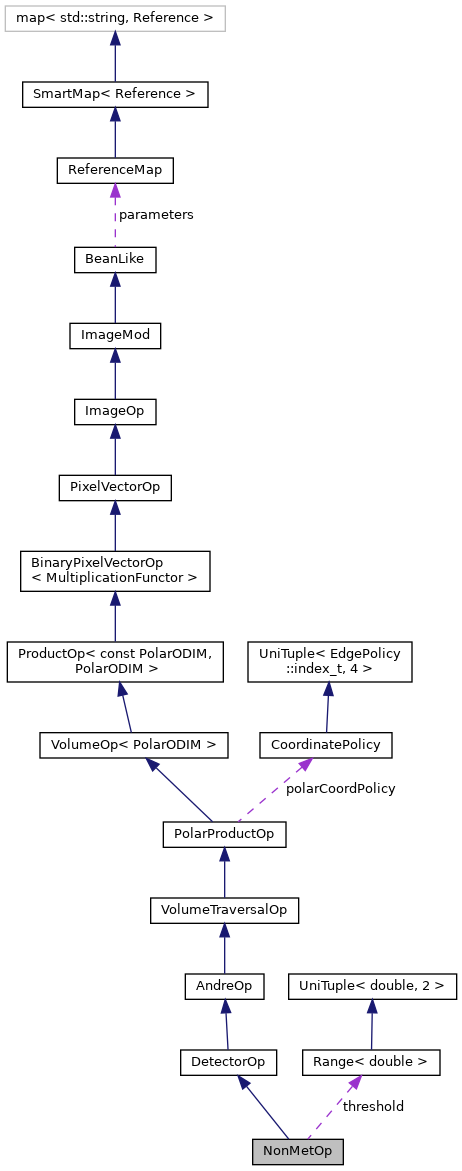 map< std::string, Reference >
SmartMap< Reference >
ReferenceMap
parameters
BeanLike
ImageMod
ImageOp
PixelVectorOp
BinaryPixelVectorOp
< MultiplicationFunctor >
ProductOp< const PolarODIM,
PolarODIM >
UniTuple< EdgePolicy
::index_t, 4 >
VolumeOp< PolarODIM >
CoordinatePolicy
polarCoordPolicy
PolarProductOp
VolumeTraversalOp
AndreOp
UniTuple< double, 2 >
DetectorOp
Range< double >
threshold
NonMetOp